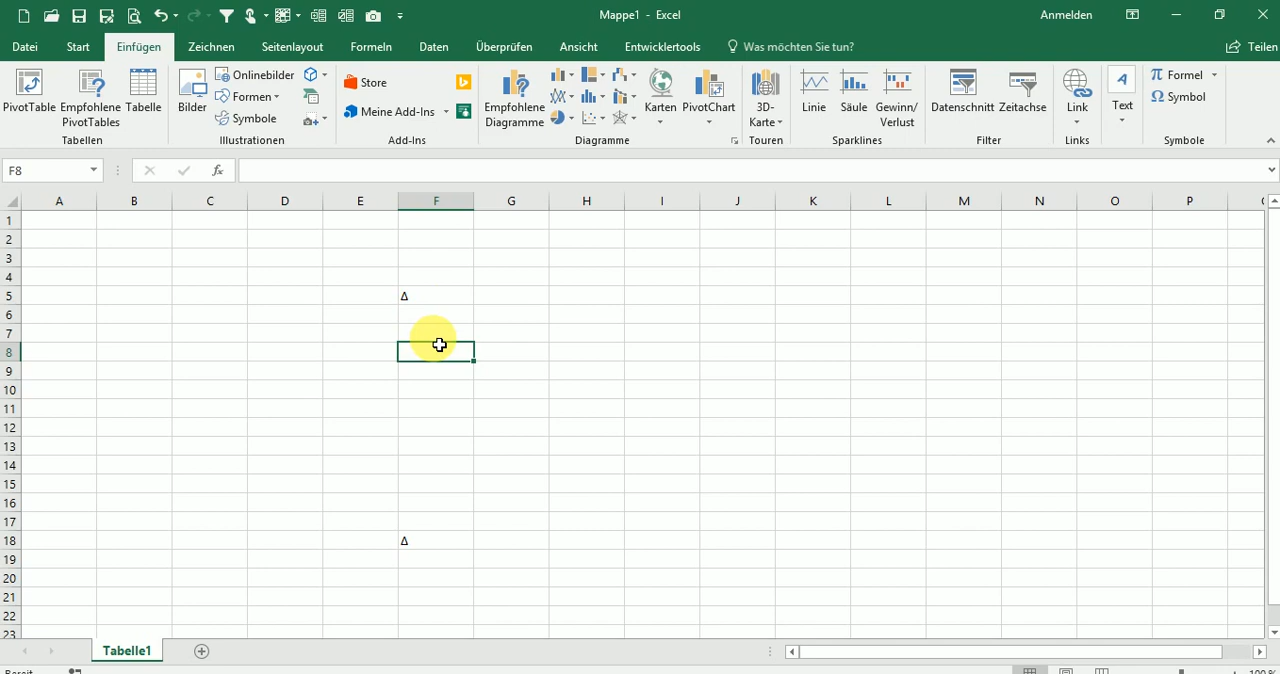 Mappe1 - Excel
Anmelden
Datei Start Einfügen Zeichnen Seitenlayout Formeln Daten Überprüfen Ansicht Entwicklertools Was möchten Sie tun? Teilen
PivotTable Empfohlene PivotTables Tabelle
Tabellen
Bilder Onlinebilder
Formen
Symbole
Illustrationen
Store
Meine Add-Ins
Add-Ins
Empfohlene Diagramme
Karten PivotChart
Diagramme
3D-Karte
Touren
Linie Säule Gewinn/Verlust
Sparklines
Datenschnitt Zeitachse
Filter
Link
Links
A
Text
π Formel
Ω Symbol
Symbole
F8 fx
A B C D E F G H I J K L M N O P
1
2
3
4
5 Δ
6
7
8
9
10
11
12
13
14
15
16
17
18 Δ
19
20
21
22
23
Tabelle1
Bereit 100 %